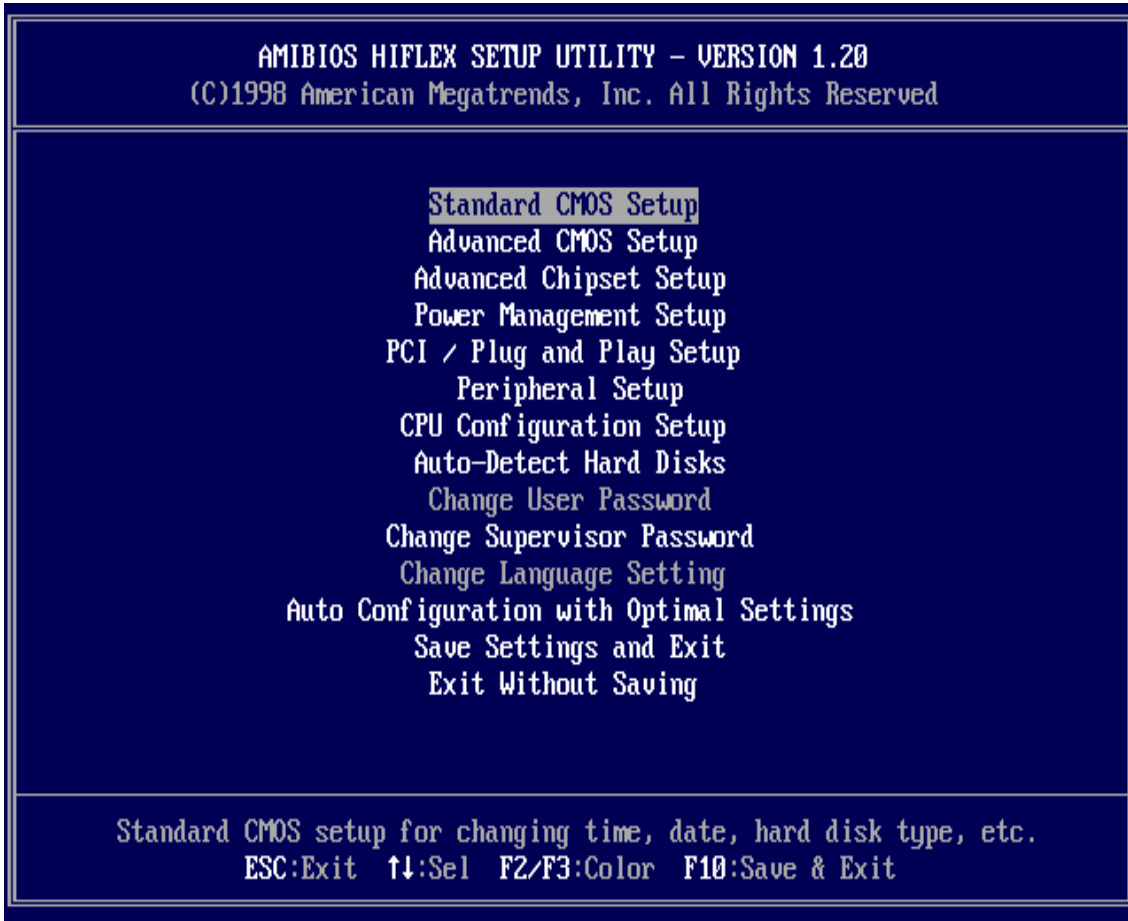 AMIBIOS HIFLEX SETUP UTILITY - VERSION 1.20
(C)1998 American Megatrends, Inc. All Rights Reserved
Standard CMOS Setup
Advanced CMOS Setup
Advanced Chipset Setup
Power Management Setup
PCI / Plug and Play Setup
Peripheral Setup
CPU Configuration Setup
Auto-Detect Hard Disks
Change User Password
Change Supervisor Password
Change Language Setting
Auto Configuration with Optimal Settings
Save Settings and Exit
Exit Without Saving
Standard CMOS setup for changing time, date, hard disk type, etc.
ESC:Exit ↑↓:Sel F2/F3:Color F10:Save & Exit